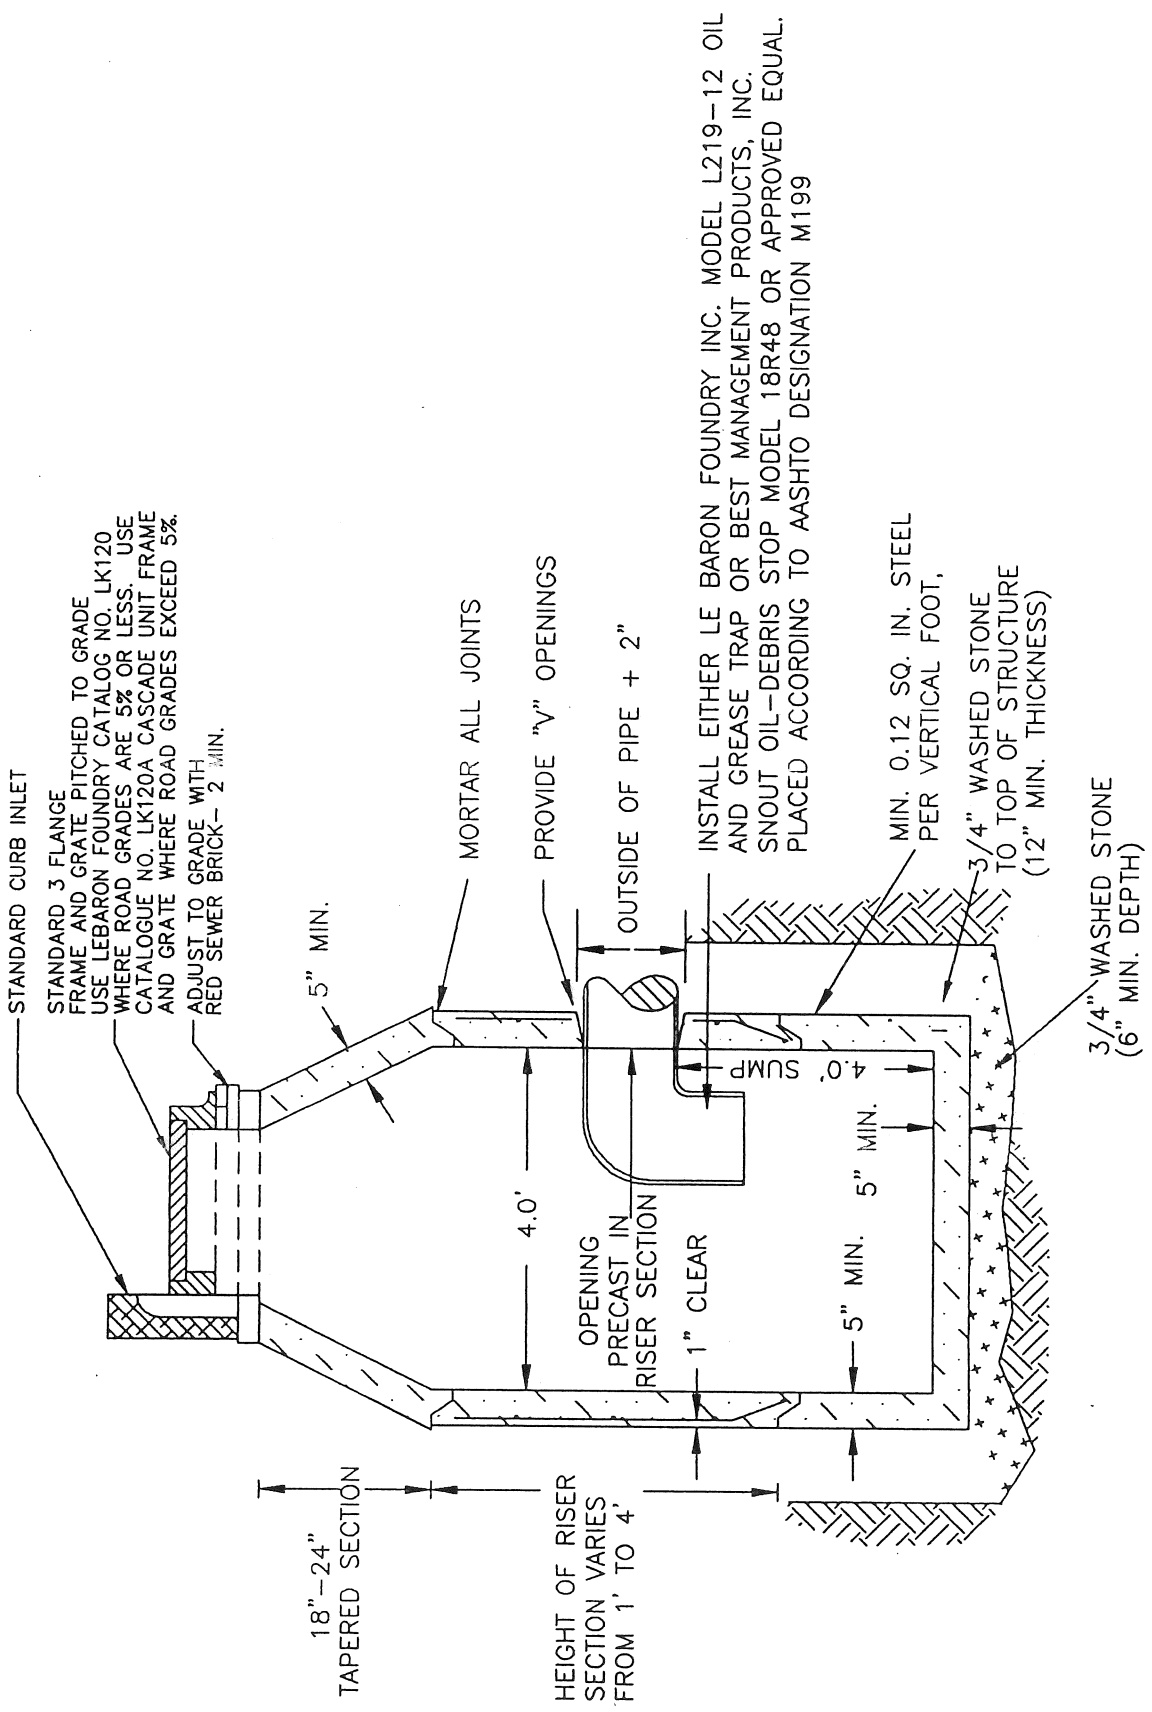 STANDARD CURB INLET
STANDARD 3 FLANGE
FRAME AND GRATE PITCHED TO GRADE
USE LEBARON FOUNDRY CATALOG NO. LK120
WHERE ROAD GRADES ARE 5% OR LESS. USE
CATALOGUE NO. LK120A CASCADE UNIT FRAME
AND GRATE WHERE ROAD GRADES EXCEED 5%.
ADJUST TO GRADE WITH
RED SEWER BRICK- 2 MIN.
5" MIN.
MORTAR ALL JOINTS
PROVIDE "V" OPENINGS
OUTSIDE OF PIPE + 2"
INSTALL EITHER LE BARON FOUNDRY INC. MODEL L219-12 OIL
AND GREASE TRAP OR BEST MANAGEMENT PRODUCTS, INC.
SNOUT OIL-DEBRIS STOP MODEL 18R48 OR APPROVED EQUAL.
PLACED ACCORDING TO AASHTO DESIGNATION M199
MIN. 0.12 SQ. IN. STEEL
PER VERTICAL FOOT,
3/4" WASHED STONE
TO TOP OF STRUCTURE
(12" MIN. THICKNESS)
3/4" WASHED STONE
(6" MIN. DEPTH)
4.0'
OPENING
PRECAST IN
RISER SECTION
4.0' SUMP
1" CLEAR
5" MIN.
5" MIN.
18"-24"
TAPERED SECTION
HEIGHT OF RISER
SECTION VARIES
FROM 1' TO 4'